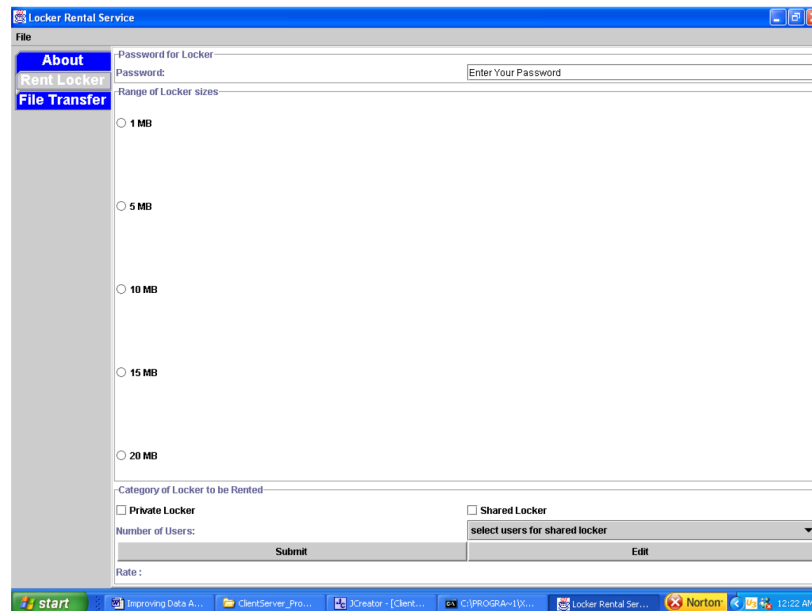 Locker Rental Service
File
About
Rent Locker
File Transfer
Password for Locker
Password:
Enter Your Password
Range of Locker sizes
1 MB
5 MB
10 MB
15 MB
20 MB
Category of Locker to be Rented
Private Locker
Shared Locker
Number of Users:
select users for shared locker
Submit
Edit
Rate :
start
Improving Data A...
ClientServer_Pro...
JCreator - [Client...
C:\PROGRA~1\X...
Locker Rental Ser...
Norton
12:22